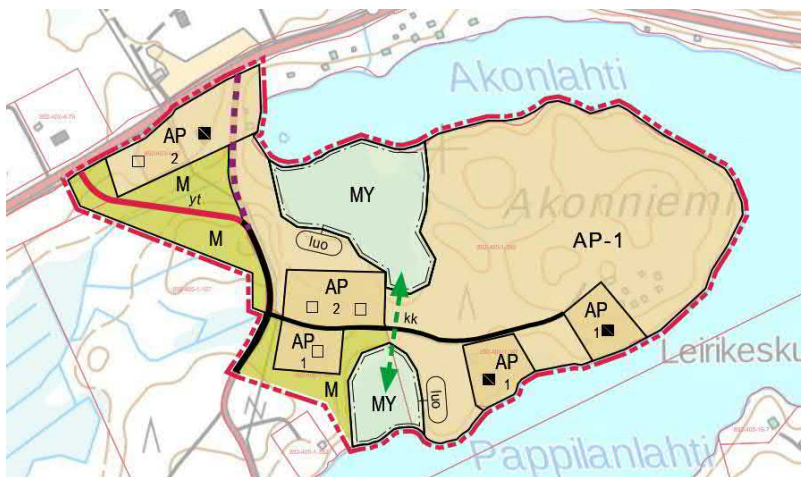 Akonlahti
AP
2
M
yt
MY
M
luo
Akonniemi
AP-1
AP
2
kk
AP
1
AP
1
Leirikesku
AP
1
M
MY
luo
Pappilanlahti